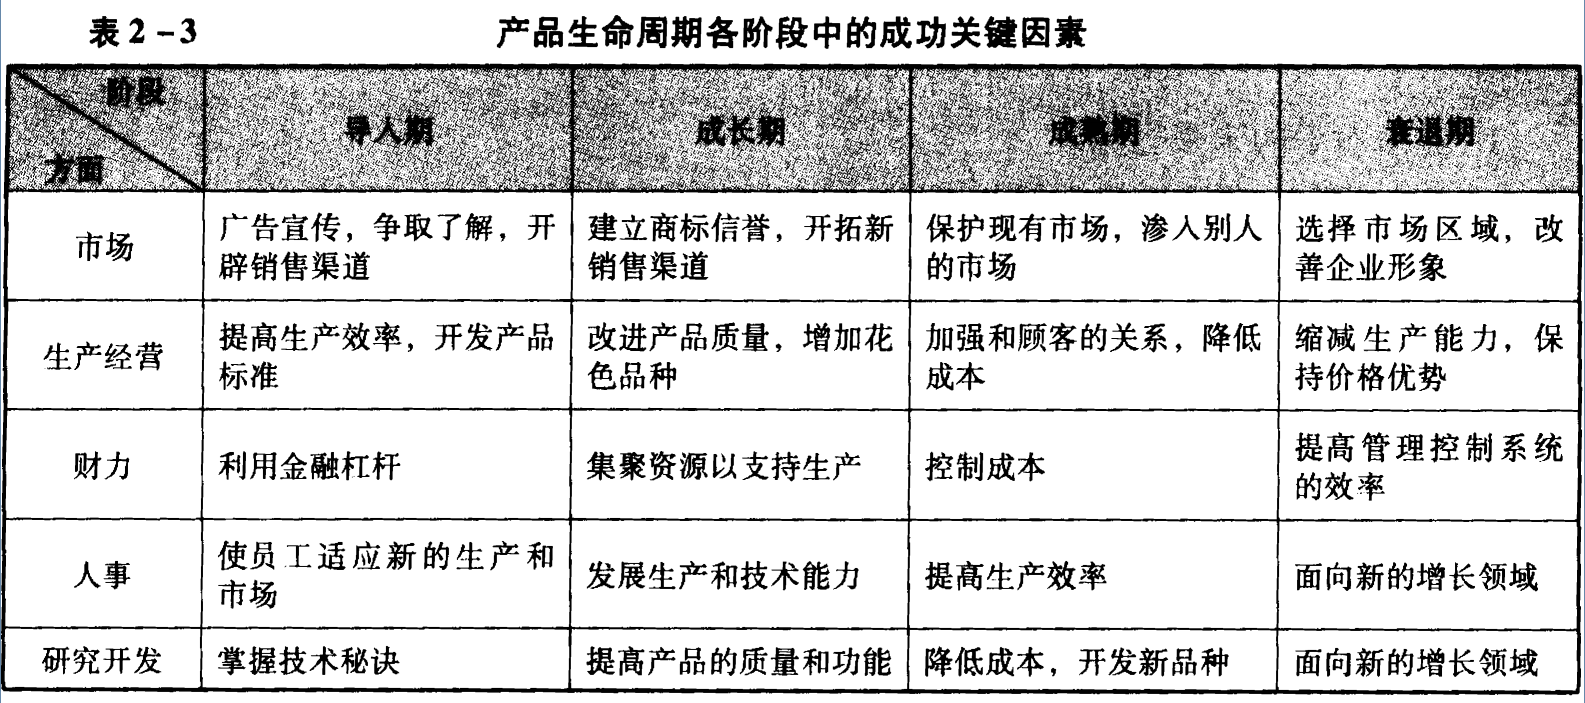 表2-3 产品生命周期各阶段中的成功关键因素
阶段
方面
导入期 成长期 成熟期 衰退期
市场
广告宣传，争取了解，开
辟销售渠道
建立商标信誉，开拓新
销售渠道
保护现有市场，渗入别人
的市场
选择市场区域，改
善企业形象
生产经营
提高生产效率，开发产品
标准
改进产品质量，增加花
色品种
加强和顾客的关系，降低
成本
缩减生产能力，保
持价格优势
财力
利用金融杠杆
集聚资源以支持生产
控制成本
提高管理控制系统
的效率
人事
使员工适应新的生产和
市场
发展生产和技术能力
提高生产效率
面向新的增长领域
研究开发
掌握技术秘诀
提高产品的质量和功能
降低成本，开发新品种
面向新的增长领域